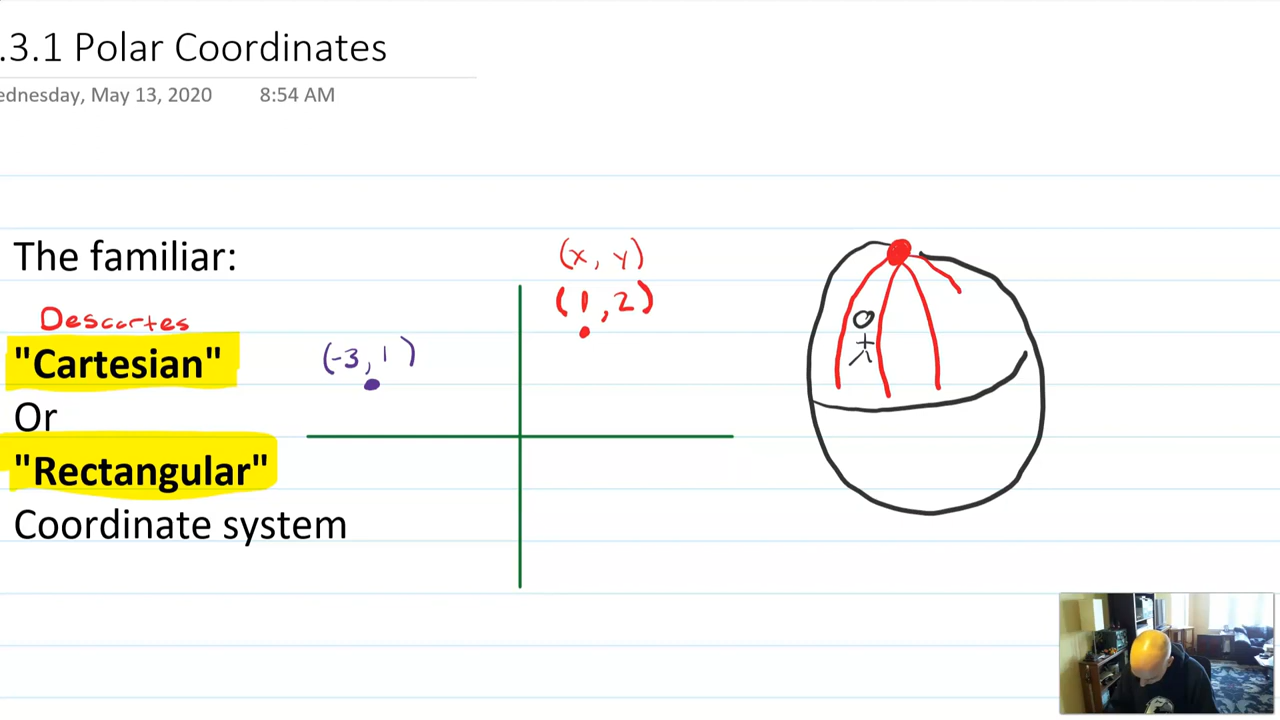 .3.1 Polar Coordinates
ednesday, May 13, 2020 8:54 AM
The familiar:
(x, y)
(1, 2)
Descartes
"Cartesian"
(-3, 1)
Or
"Rectangular"
Coordinate system